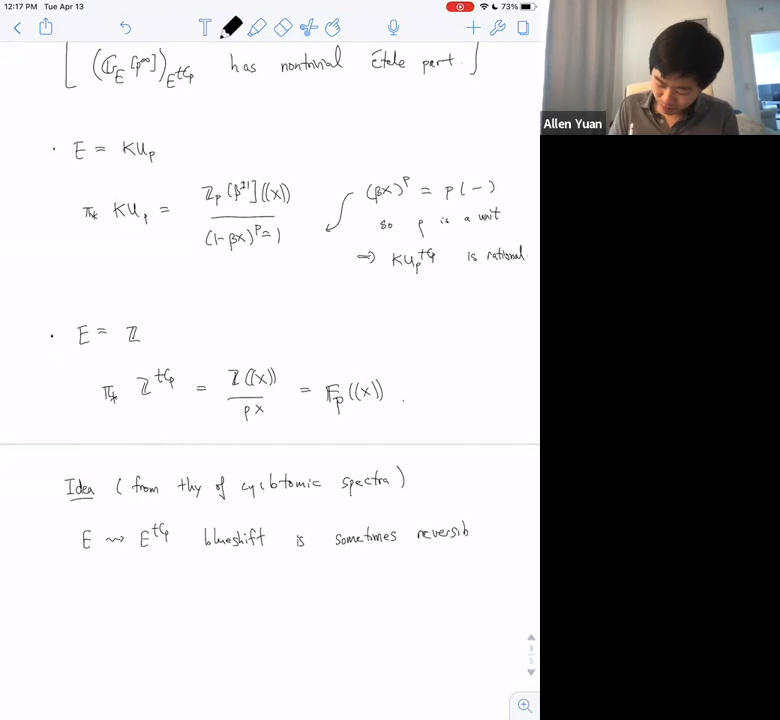 12:17 PM Tue Apr 13
73%
[ (𝔾_E [p^∞])_{E^{tC_p}} has nontrivial Étale part. ]
· E = KU_p
π_* KU_p = ℤ_p [β^{±1}]((x)) / (1-βx)^p = 1
(βx)^p = p(-)
so p is a unit
⇒ KU_p^{tC_p} is rational.
· E = ℤ
π_* ℤ^{tC_p} = ℤ((x)) / px = 𝔽_p((x)).
Idea (from thy of cyclotomic spectra)
E ⇝ E^{tC_p} blueshift is sometimes reversib
Allen Yuan